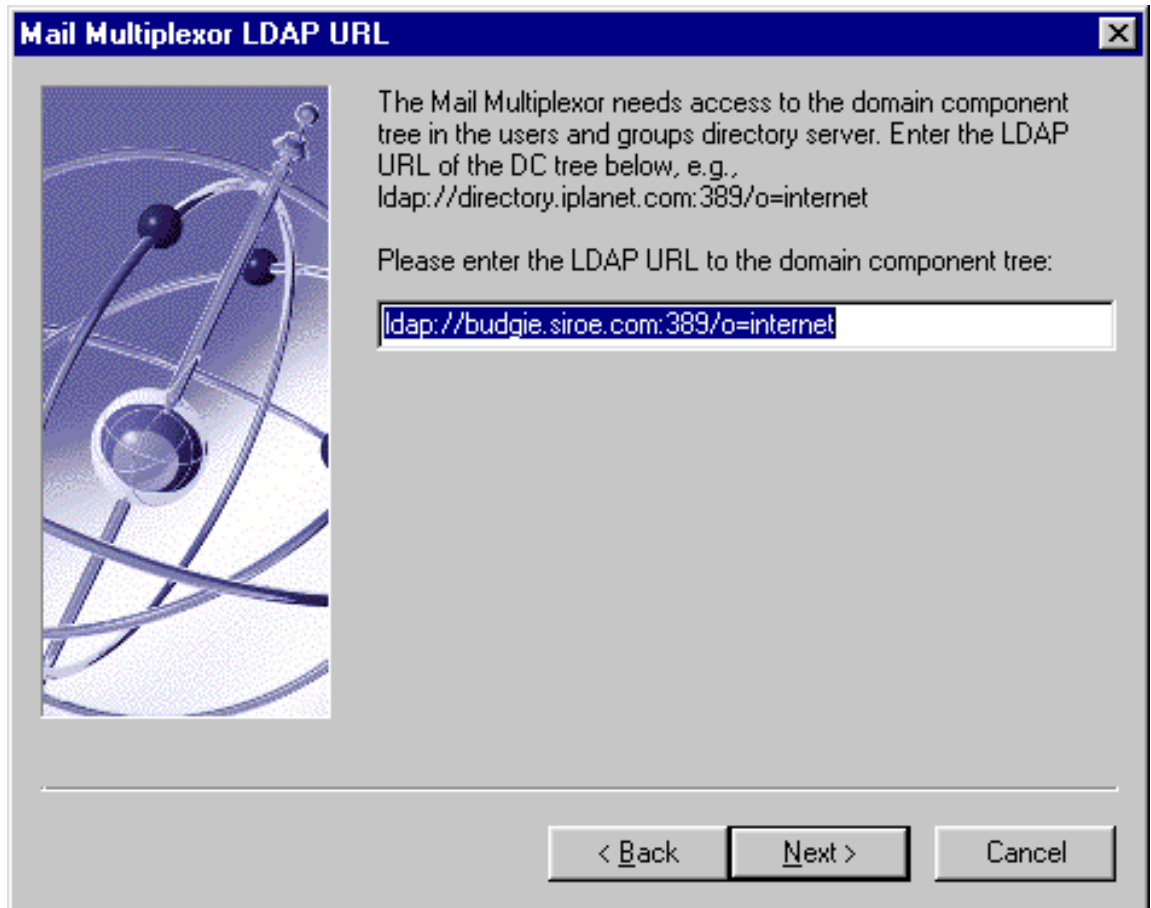 Mail Multiplexor LDAP URL
The Mail Multiplexor needs access to the domain component
tree in the users and groups directory server. Enter the LDAP
URL of the DC tree below, e.g.,
ldap://directory.iplanet.com:389/o=internet
Please enter the LDAP URL to the domain component tree:
ldap://budgie.siroe.com:389/o=internet
< Back
Next >
Cancel